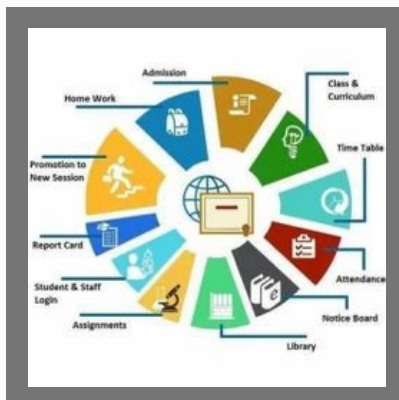 Admission
Class &
Curriculum
Home Work
Time Table
Promotion to
New Session
Report Card
Attendance
Student & Staff
Login
Notice Board
Assignments
Library